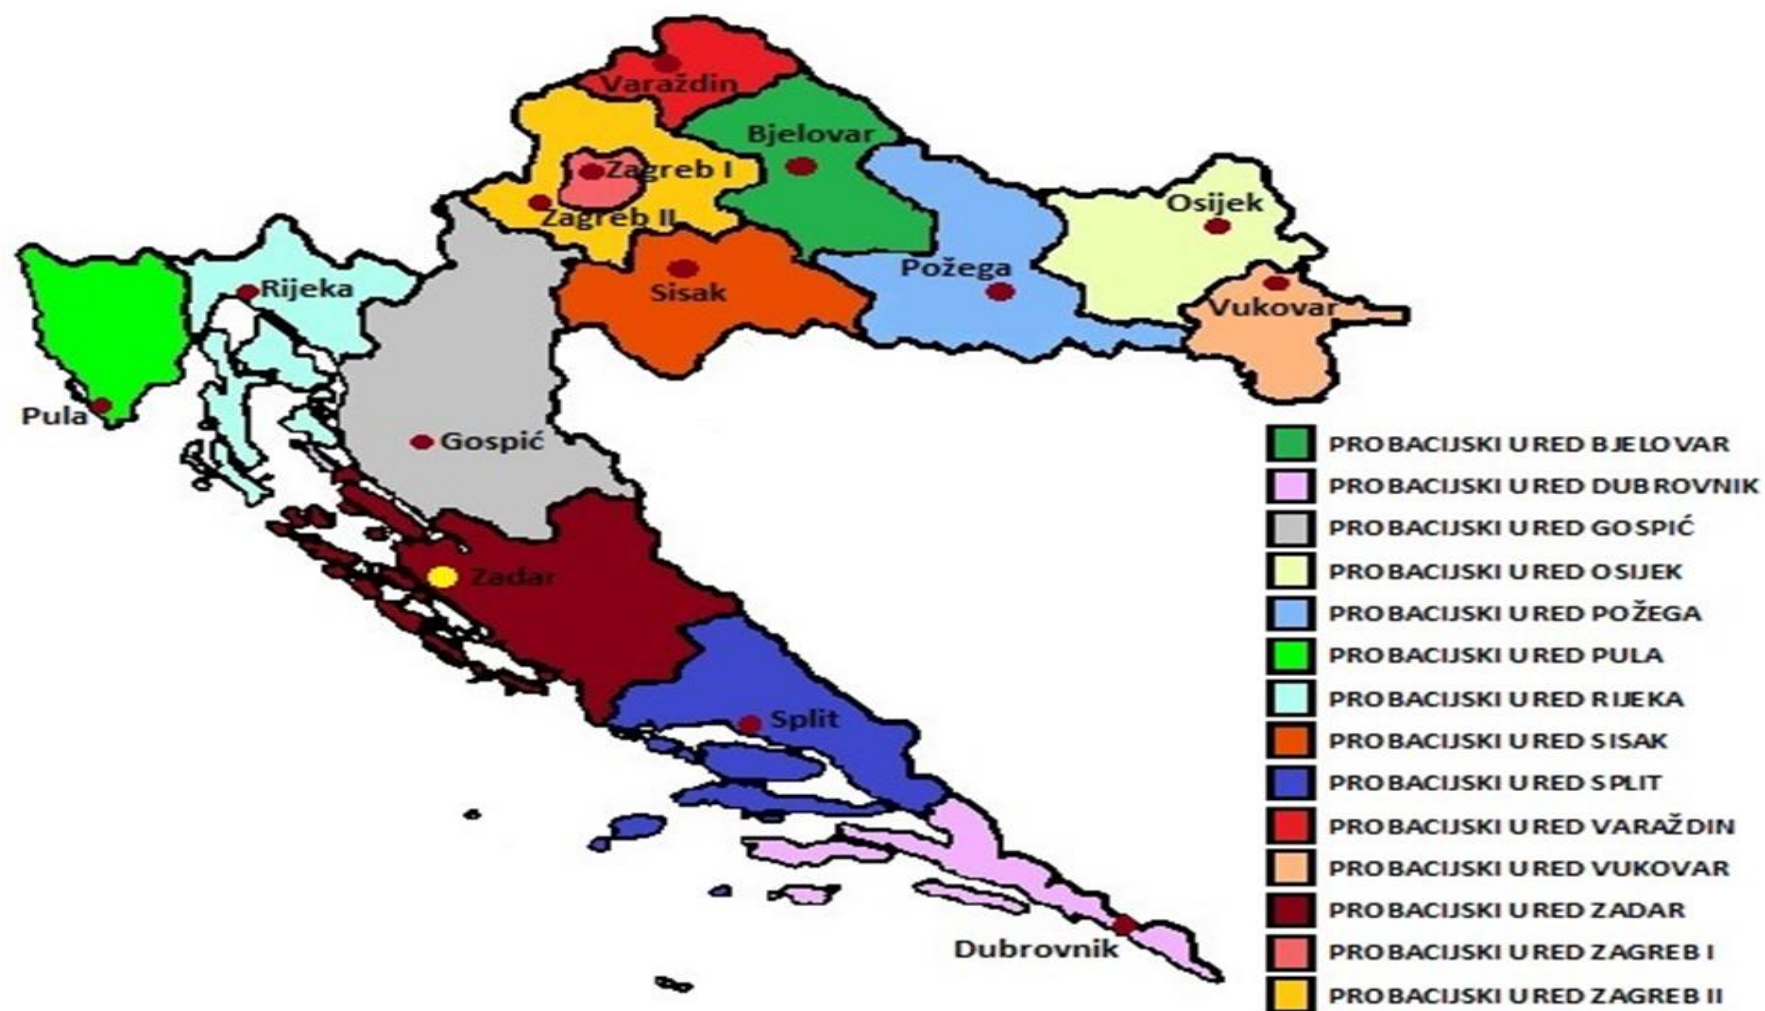 Varaždin
Bjelovar
Zagreb I
Zagreb II
Osijek
Požega
Rijeka
Sisak
Vukovar
Pula
Gospić
Zadar
Split
Dubrovnik
PROBACIJSKI URED BJELOVAR
PROBACIJSKI URED DUBROVNIK
PROBACIJSKI URED GOSPIĆ
PROBACIJSKI URED OSIJEK
PROBACIJSKI URED POŽEGA
PROBACIJSKI URED PULA
PROBACIJSKI URED RIJEKA
PROBACIJSKI URED SISAK
PROBACIJSKI URED SPLIT
PROBACIJSKI URED VARAŽDIN
PROBACIJSKI URED VUKOVAR
PROBACIJSKI URED ZADAR
PROBACIJSKI URED ZAGREB I
PROBACIJSKI URED ZAGREB II